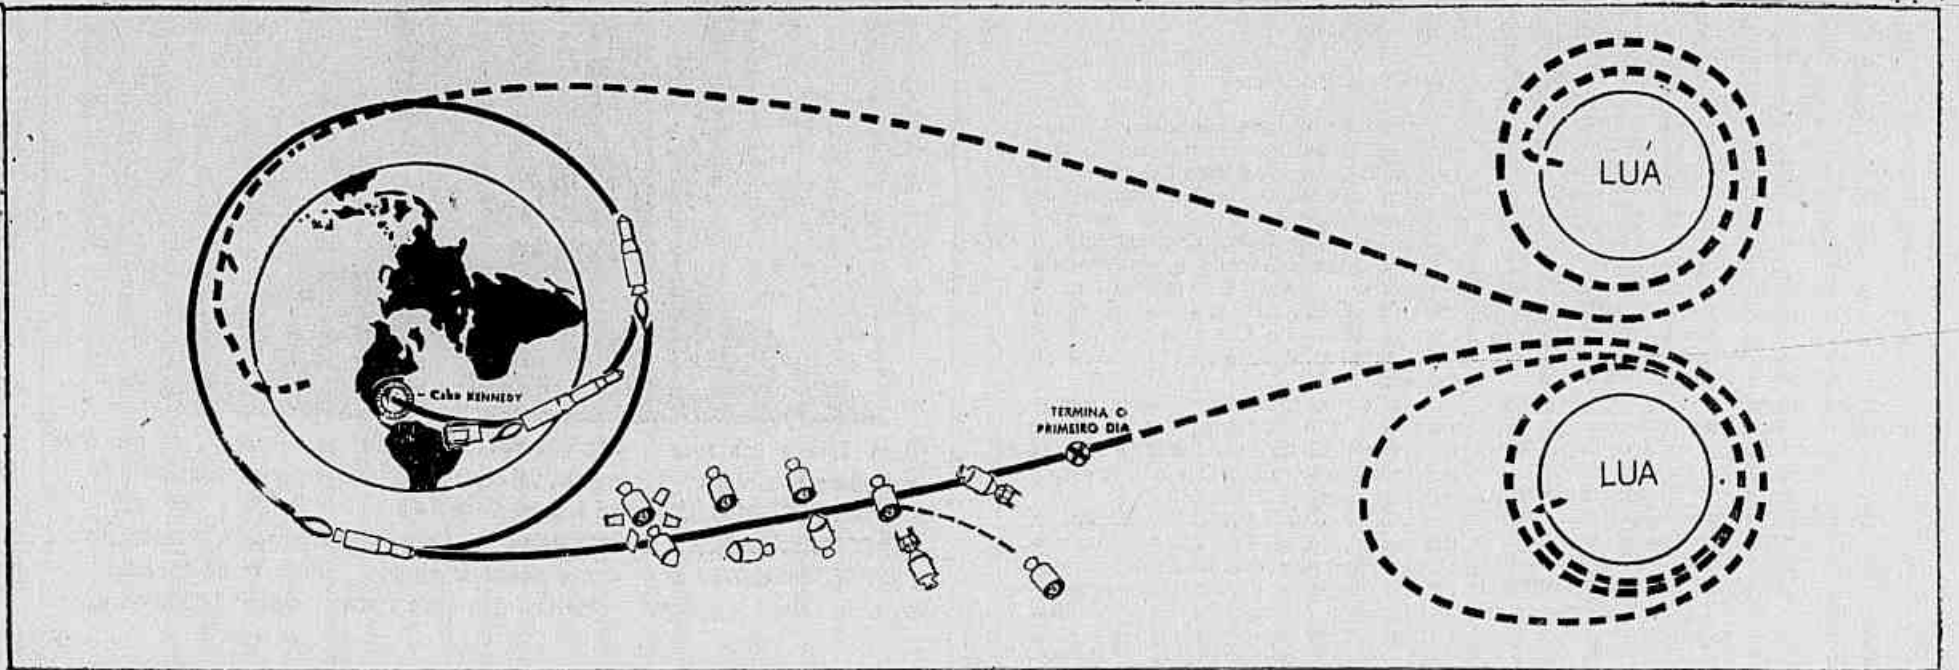 LUA
- Cabo KENNEDY
TERMINA O
PRIMEIRO DIA
LUA